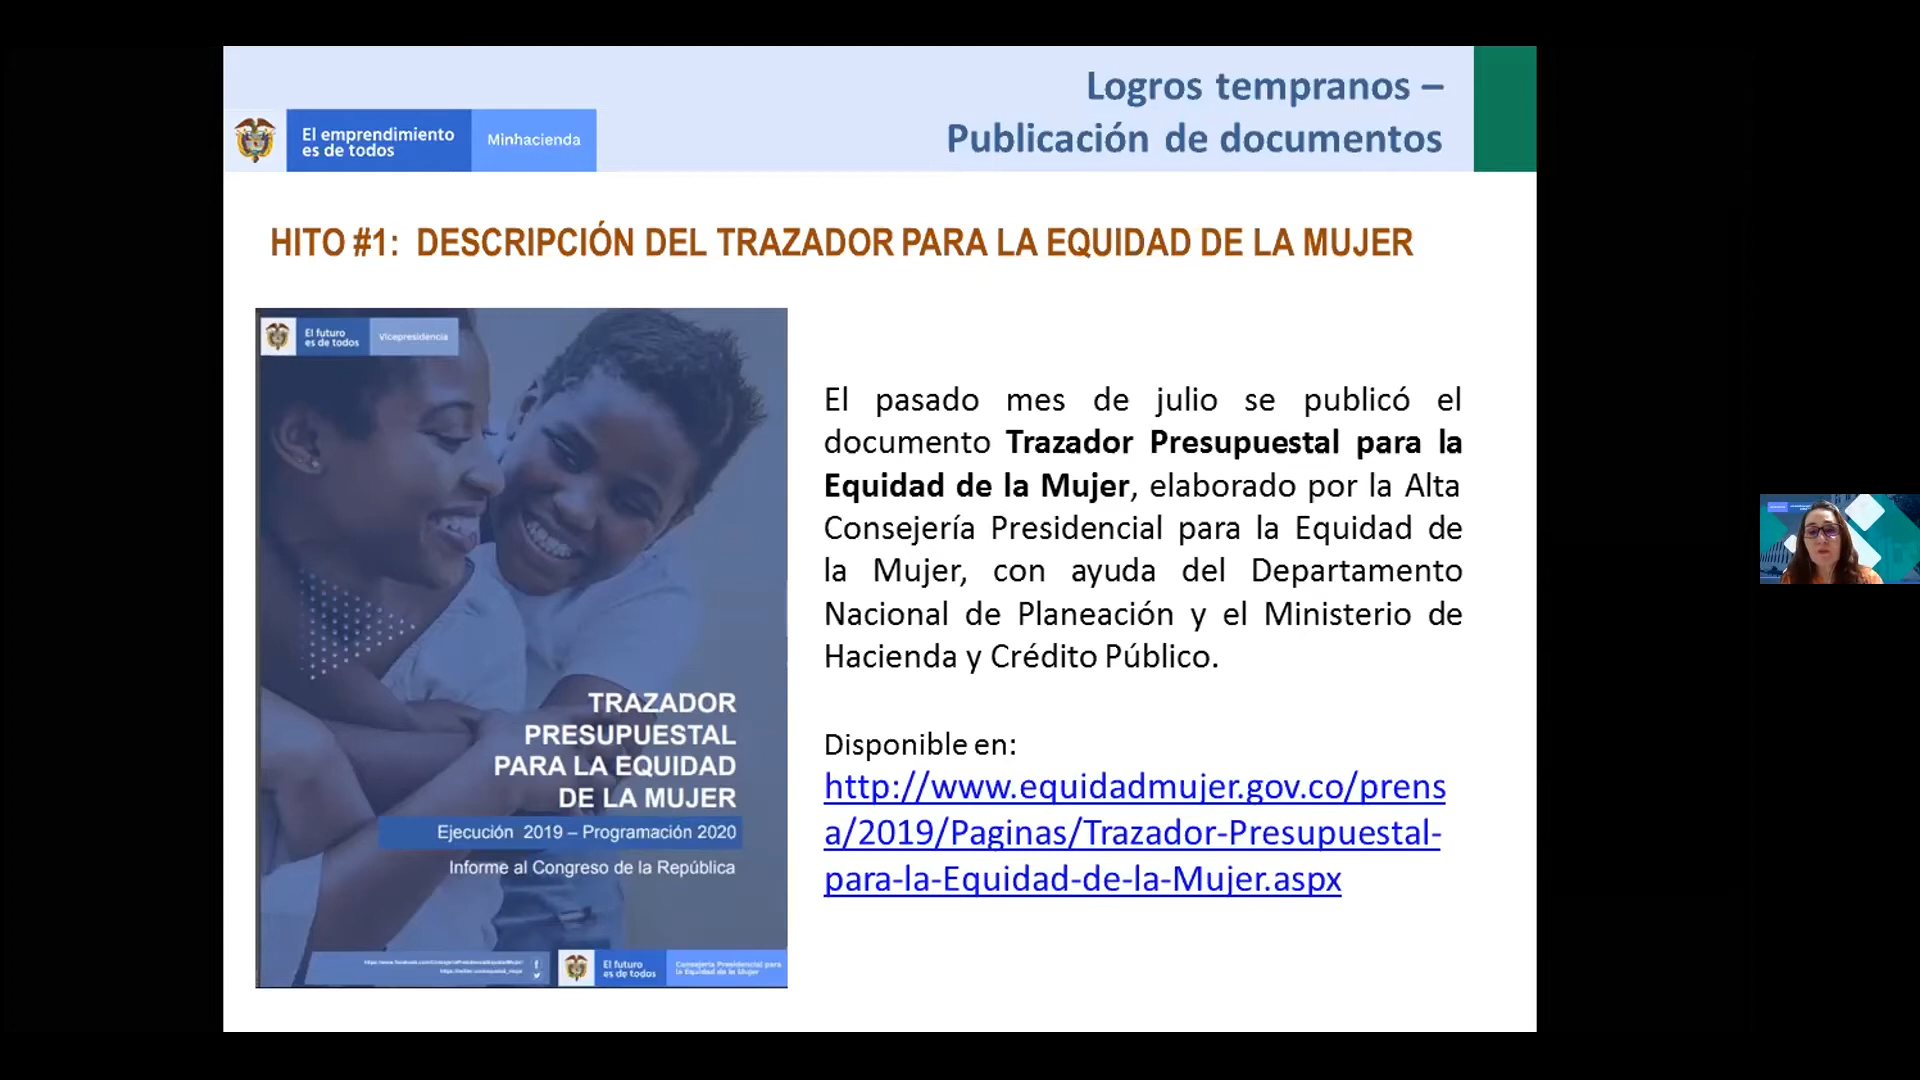 Logros tempranos –
Publicación de documentos
El emprendimiento
es de todos
Minhacienda
HITO #1: DESCRIPCIÓN DEL TRAZADOR PARA LA EQUIDAD DE LA MUJER
El futuro
es de todos
Vicepresidencia
TRAZADOR
PRESUPUESTAL
PARA LA EQUIDAD
DE LA MUJER
Ejecución 2019 – Programación 2020
Informe al Congreso de la República
El futuro
es de todos
Consejería Presidencial para
la Equidad de la Mujer
El pasado mes de julio se publicó el
documento Trazador Presupuestal para la
Equidad de la Mujer, elaborado por la Alta
Consejería Presidencial para la Equidad de
la Mujer, con ayuda del Departamento
Nacional de Planeación y el Ministerio de
Hacienda y Crédito Público.
Disponible en:
http://www.equidadmujer.gov.co/prens
a/2019/Paginas/Trazador-Presupuestal-
para-la-Equidad-de-la-Mujer.aspx